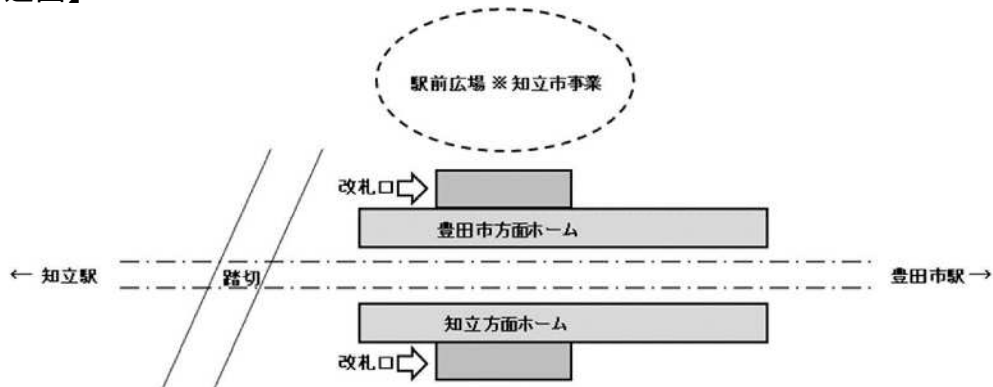 駅前広場 ※ 知立市事業
改札口
豊田市方面ホーム
← 知立駅
踏切
豊田市駅 →
知立方面ホーム
改札口